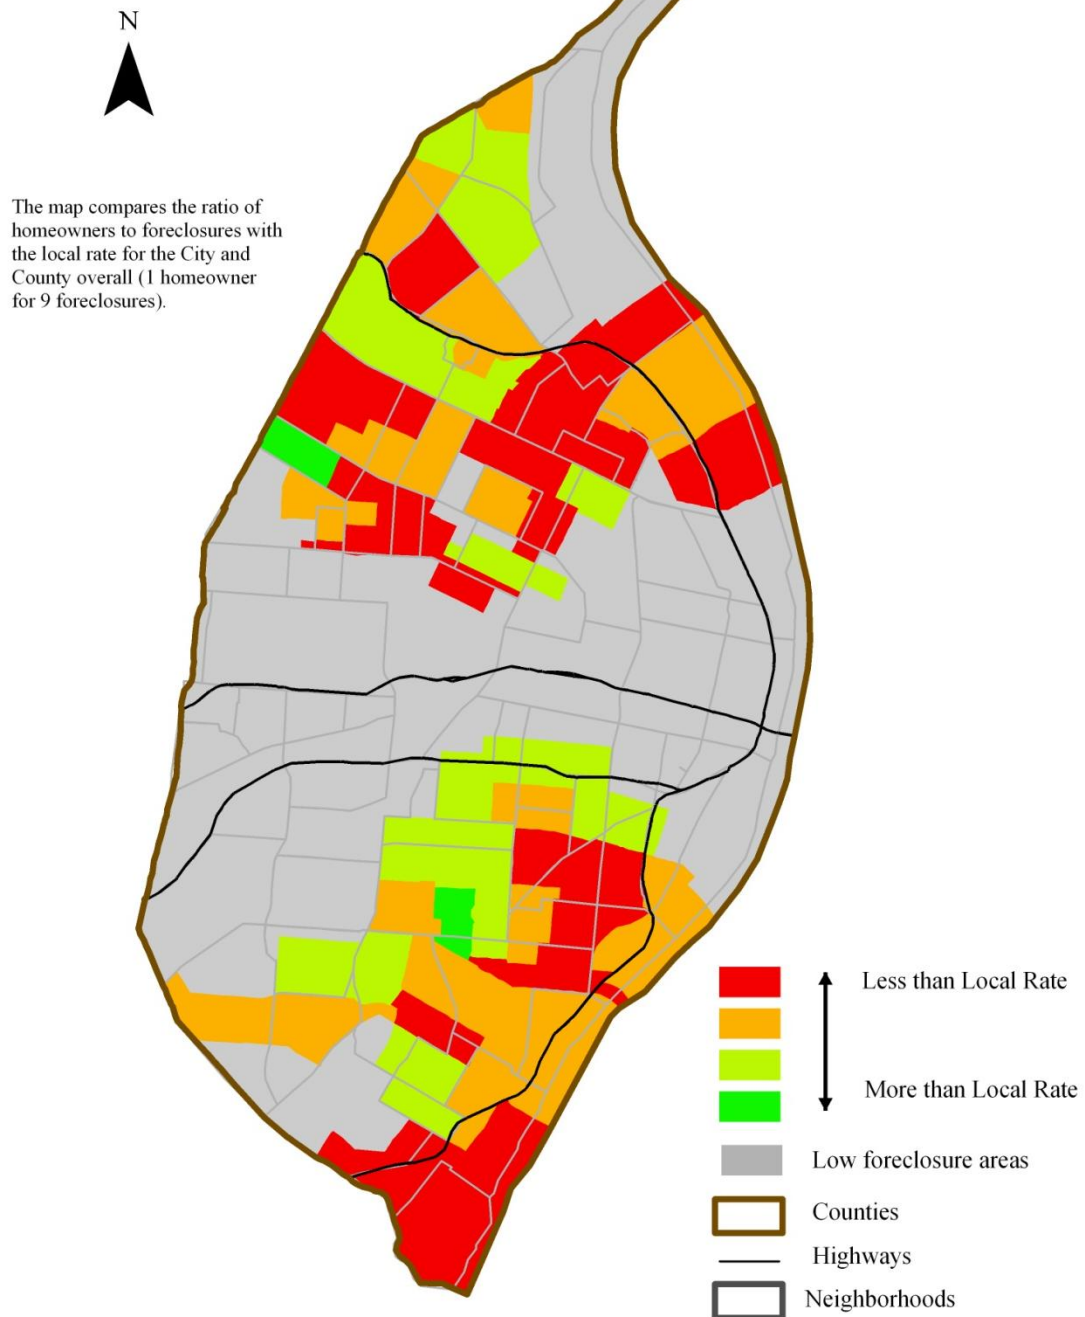 N
The map compares the ratio of
homeowners to foreclosures with
the local rate for the City and
County overall (1 homeowner
for 9 foreclosures).
Less than Local Rate
More than Local Rate
Low foreclosure areas
Counties
Highways
Neighborhoods